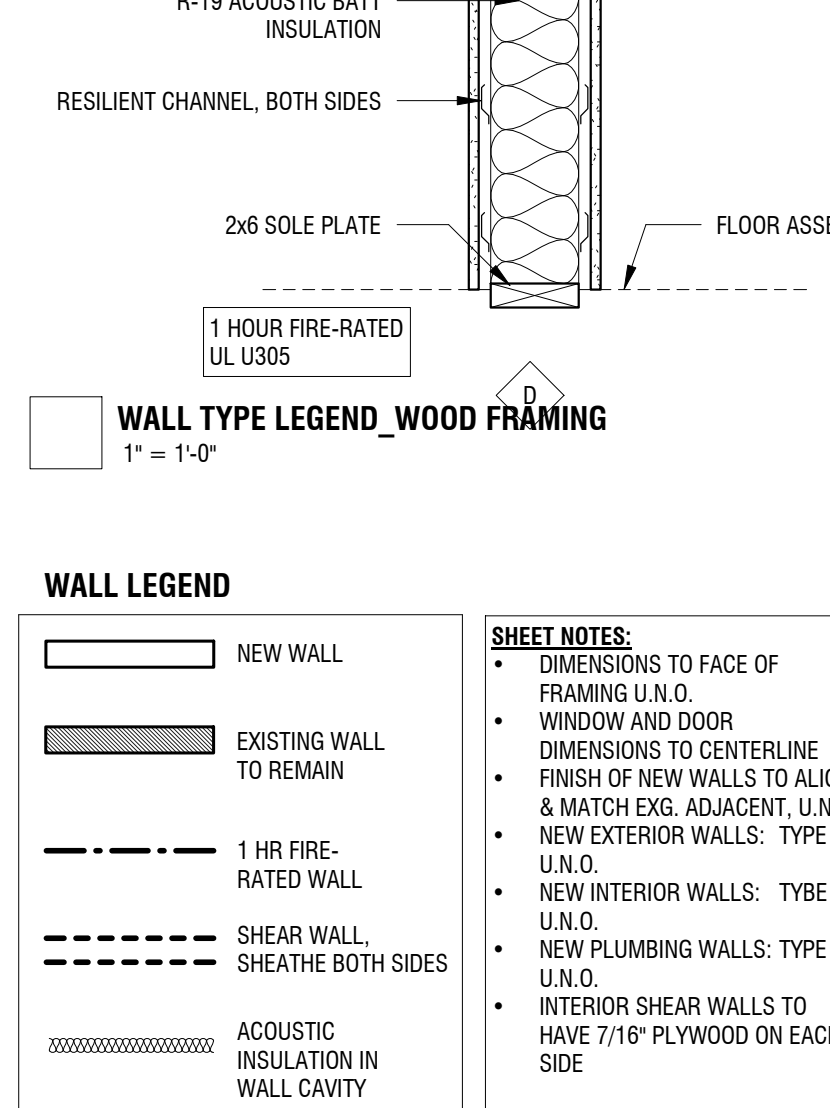 R-19 ACOUSTIC BATT
INSULATION
RESILIENT CHANNEL, BOTH SIDES
2x6 SOLE PLATE
FLOOR
1 HOUR FIRE-RATED
UL U305
D
WALL TYPE LEGEND_WOOD FRAMING
1" = 1'-0"
WALL LEGEND
NEW WALL
EXISTING WALL
TO REMAIN
1 HR FIRE-
RATED WALL
SHEAR WALL,
SHEATHE BOTH SIDES
ACOUSTIC
INSULATION IN
WALL CAVITY
SHEET NOTES:
• DIMENSIONS TO FACE OF
FRAMING U.N.O.
• WINDOW AND DOOR
DIMENSIONS TO CENTERLINE
• FINISH OF NEW WALLS TO
& MATCH EXG. ADJACENT,
• NEW EXTERIOR WALLS: TYPE
U.N.O.
• NEW INTERIOR WALLS: TYBE
U.N.O.
• NEW PLUMBING WALLS: TYPE
U.N.O.
• INTERIOR SHEAR WALLS TO
HAVE 7/16" PLYWOOD ON
SIDE